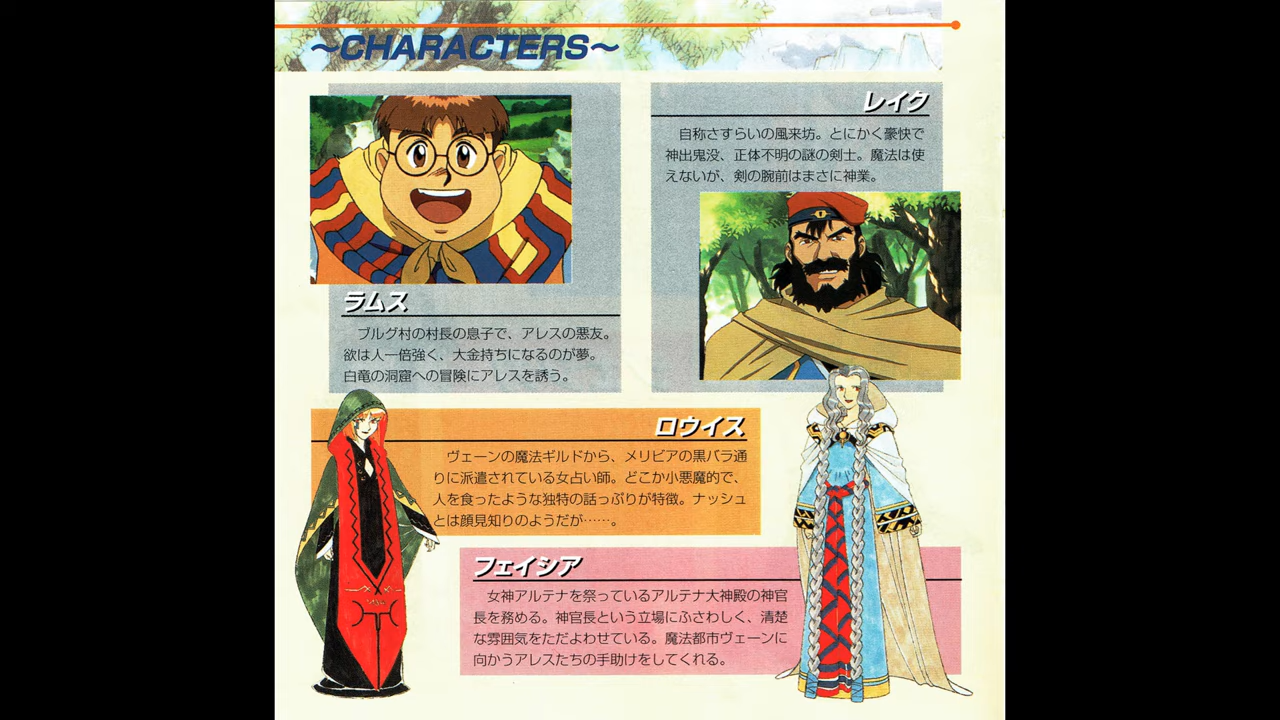 ～CHARACTERS～
ラムス
ブルグ村の村長の息子で、アレスの悪友。
欲は人一倍強く、大金持ちになるのが夢。
白竜の洞窟への冒険にアレスを誘う。
レイク
自称さすらいの風来坊。とにかく豪快で
神出鬼没、正体不明の謎の剣士。魔法は使
えないが、剣の腕前はまさに神業。
ロウイス
ヴェーンの魔法ギルドから、メリビアの黒バラ通
りに派遣されている女占い師。どこか小悪魔的で、
人を食ったような独特の話っぷりが特徴。ナッシュ
とは顔見知りのようだが……。
フェイシア
女神アルテナを祭っているアルテナ大神殿の神官
長を務める。神官長という立場にふさわしく、清楚
な雰囲気をただよわせている。魔法都市ヴェーンに
向かうアレスたちの手助けをしてくれる。